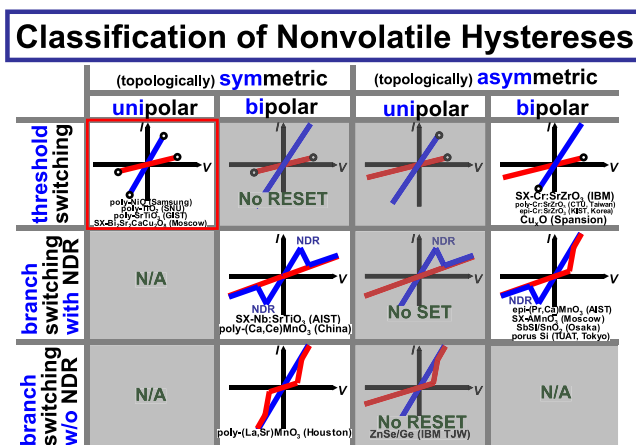 Classification of Nonvolatile Hystereses
(topologically) symmetric
(topologically) asymmetric
unipolar
bipolar
unipolar
bipolar
threshold
switching
I
V
poly-NiO (Samsung)
poly-TiO2 (SNU)
poly-SrTiO3 (GIST)
SX-Bi2Sr2CaCu2O8 (Moscow)
I
V
No RESET
I
V
I
V
SX-Cr:SrZrO3 (IBM)
poly-Cr:SrZrO3 (CTU, Taiwan)
epi-Cr:SrZrO3 (KIST, Korea)
CuxO (Spansion)
branch
switching
with NDR
N/A
I
NDR
V
NDR
SX-Nb:SrTiO3 (AIST)
poly-(Ca,Ce)MnO3 (China)
I
NDR
V
No SET
I
V
NDR
epi-(Pr,Ca)MnO3 (AIST)
SX-AMnO3 (Moscow)
SbSI/SnO2 (Osaka)
porus Si (TUAT, Tokyo)
branch
switching
w/o NDR
N/A
I
V
poly-(La,Sr)MnO3 (Houston)
I
V
No RESET
ZnSe/Ge (IBM TJW)
N/A